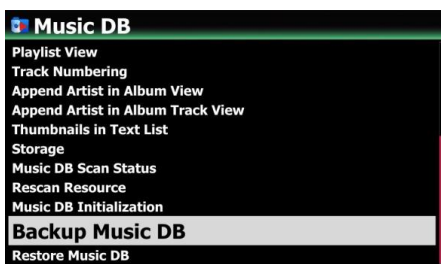 Music DB
Playlist View
Track Numbering
Append Artist in Album View
Append Artist in Album Track View
Thumbnails in Text List
Storage
Music DB Scan Status
Rescan Resource
Music DB Initialization
Backup Music DB
Restore Music DB